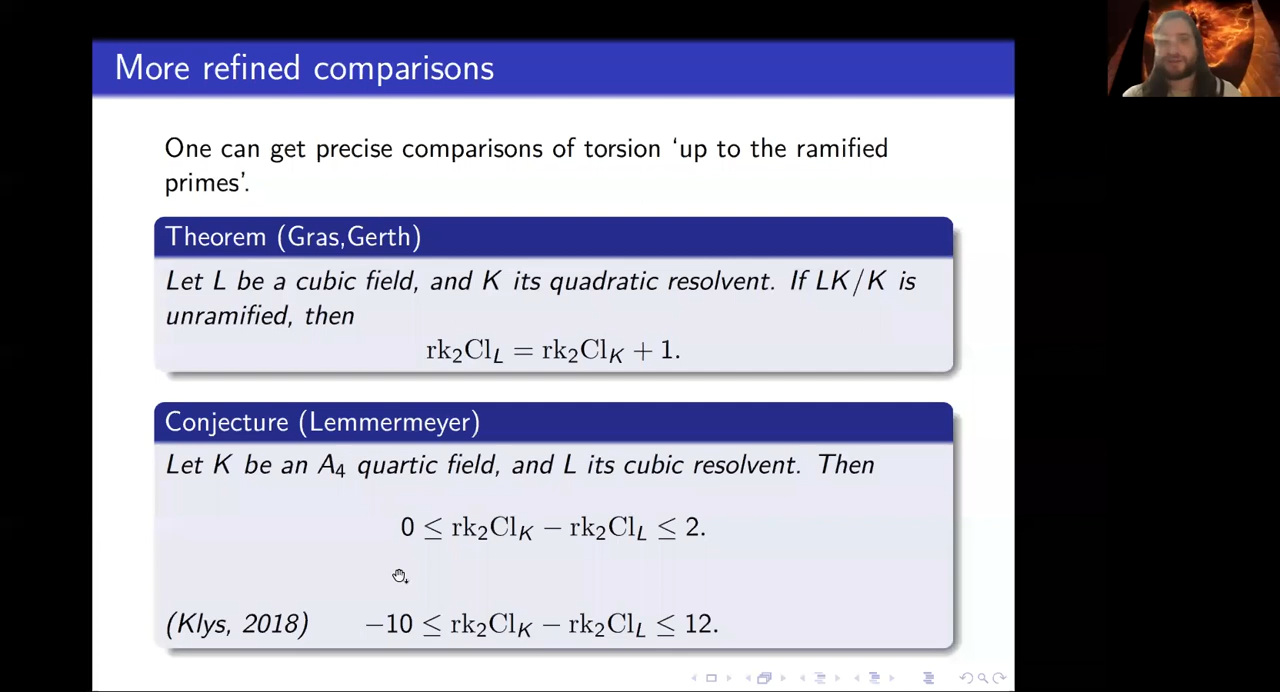 More refined comparisons
One can get precise comparisons of torsion ‘up to the ramified
primes’.
Theorem (Gras,Gerth)
Let L be a cubic field, and K its quadratic resolvent. If LK/K is
unramified, then
rk₂Cl_L = rk₂Cl_K + 1.
Conjecture (Lemmermeyer)
Let K be an A₄ quartic field, and L its cubic resolvent. Then
0 ≤ rk₂Cl_K − rk₂Cl_L ≤ 2.
(Klys, 2018) −10 ≤ rk₂Cl_K − rk₂Cl_L ≤ 12.